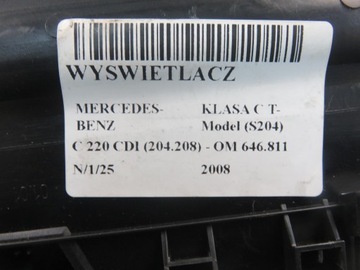 WYSWIETLACZ
MERCEDES-BENZ KLASA C T-Model (S204)
C 220 CDI (204.208) - OM 646.811
N/1/25 2008